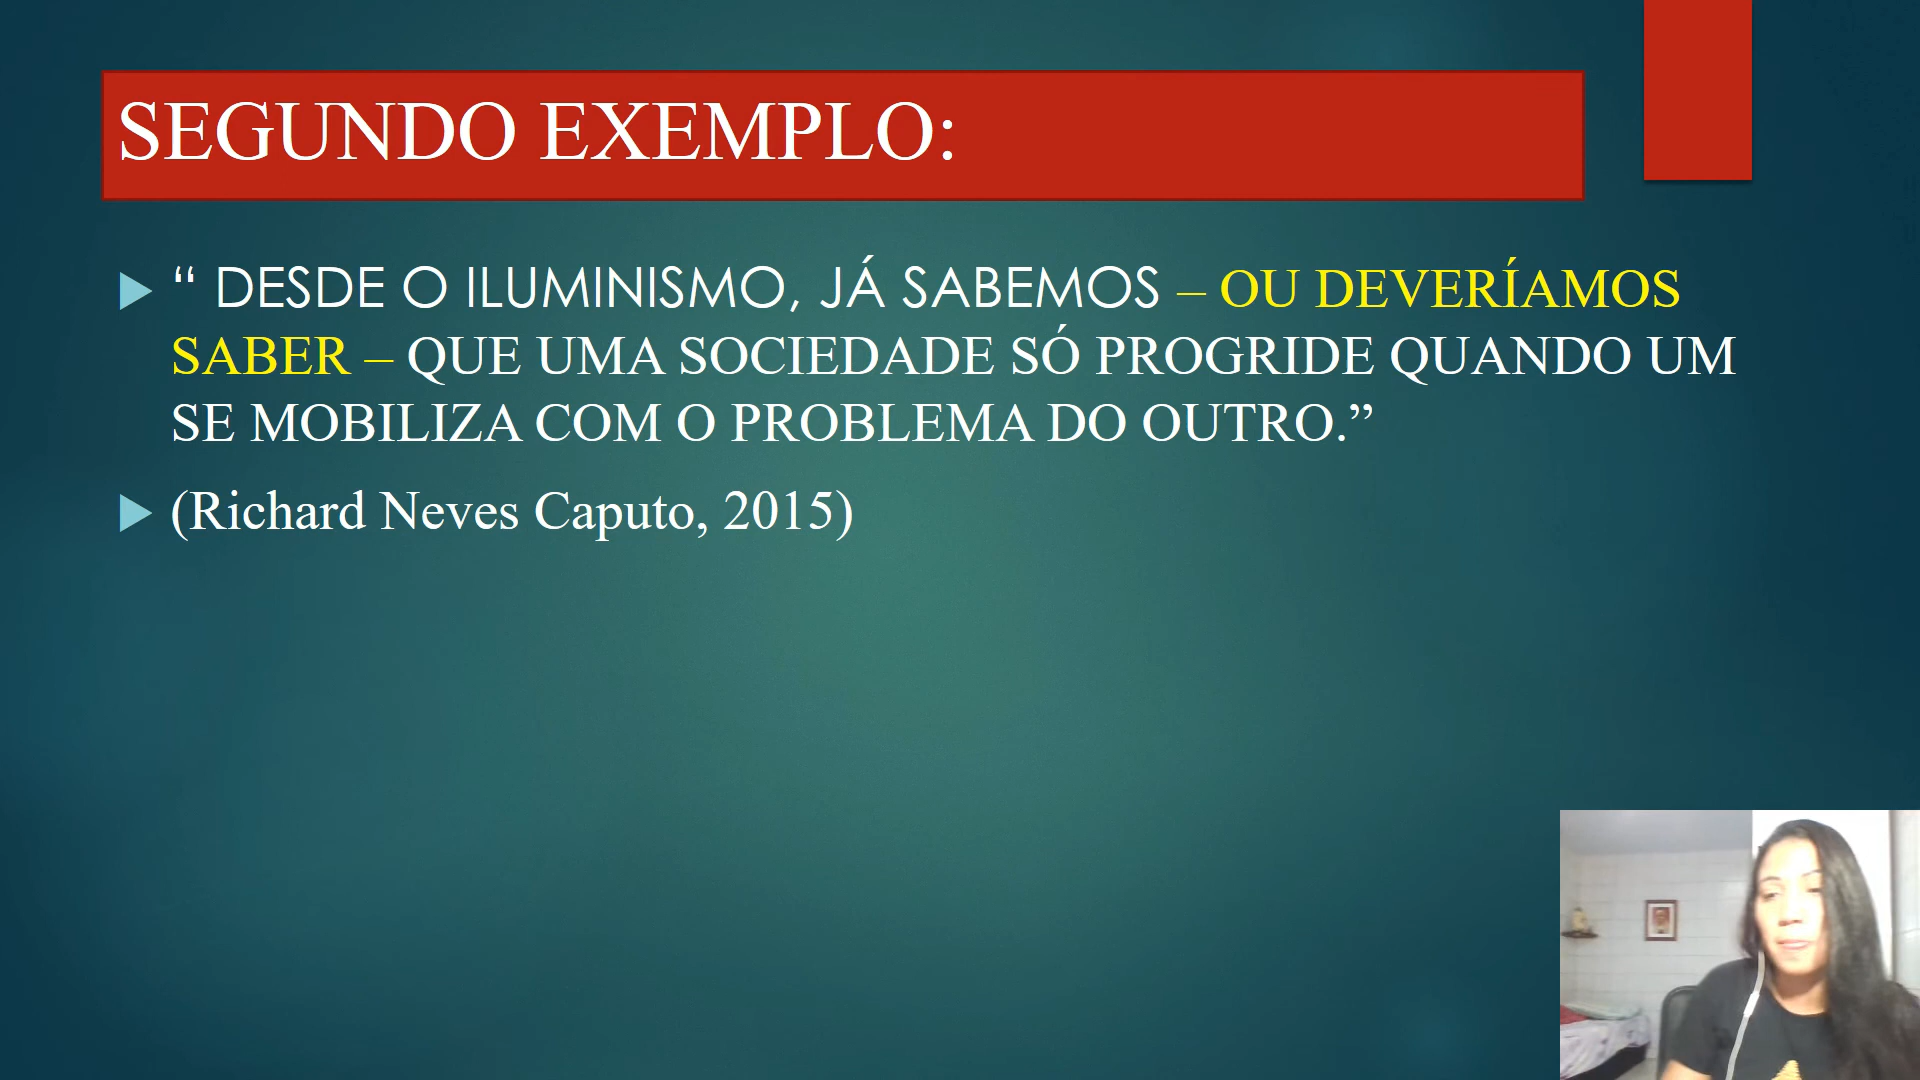 SEGUNDO EXEMPLO:
“ DESDE O ILUMINISMO, JÁ SABEMOS – OU DEVERÍAMOS
SABER – QUE UMA SOCIEDADE SÓ PROGRIDE QUANDO UM
SE MOBILIZA COM O PROBLEMA DO OUTRO.”
(Richard Neves Caputo, 2015)